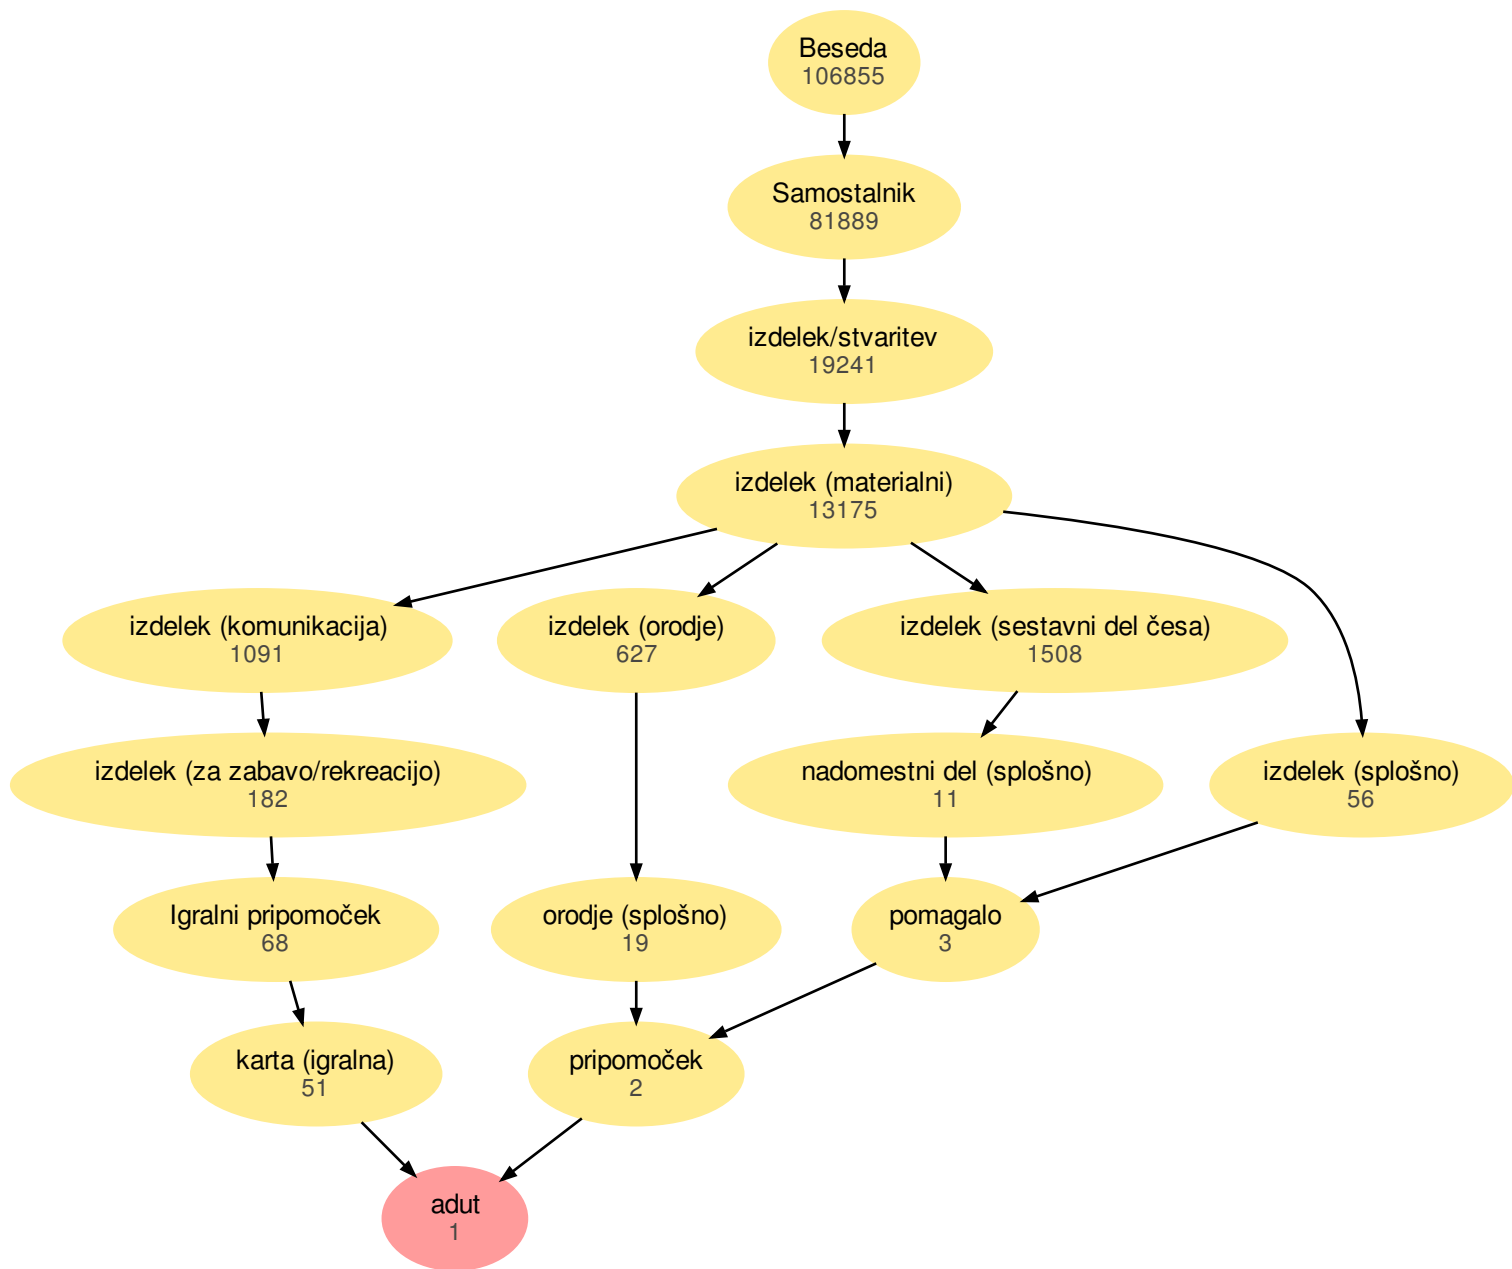 Beseda
106855
Samostalnik
81889
izdelek/stvaritev
19241
izdelek (materialni)
13175
izdelek (komunikacija)
1091
izdelek (orodje)
627
izdelek (sestavni del česa)
1508
izdelek (za zabavo/rekreacijo)
182
nadomestni del (splošno)
11
izdelek (splošno)
56
Igralni pripomoček
68
orodje (splošno)
19
pomagalo
3
karta (igralna)
51
pripomoček
2
adut
1